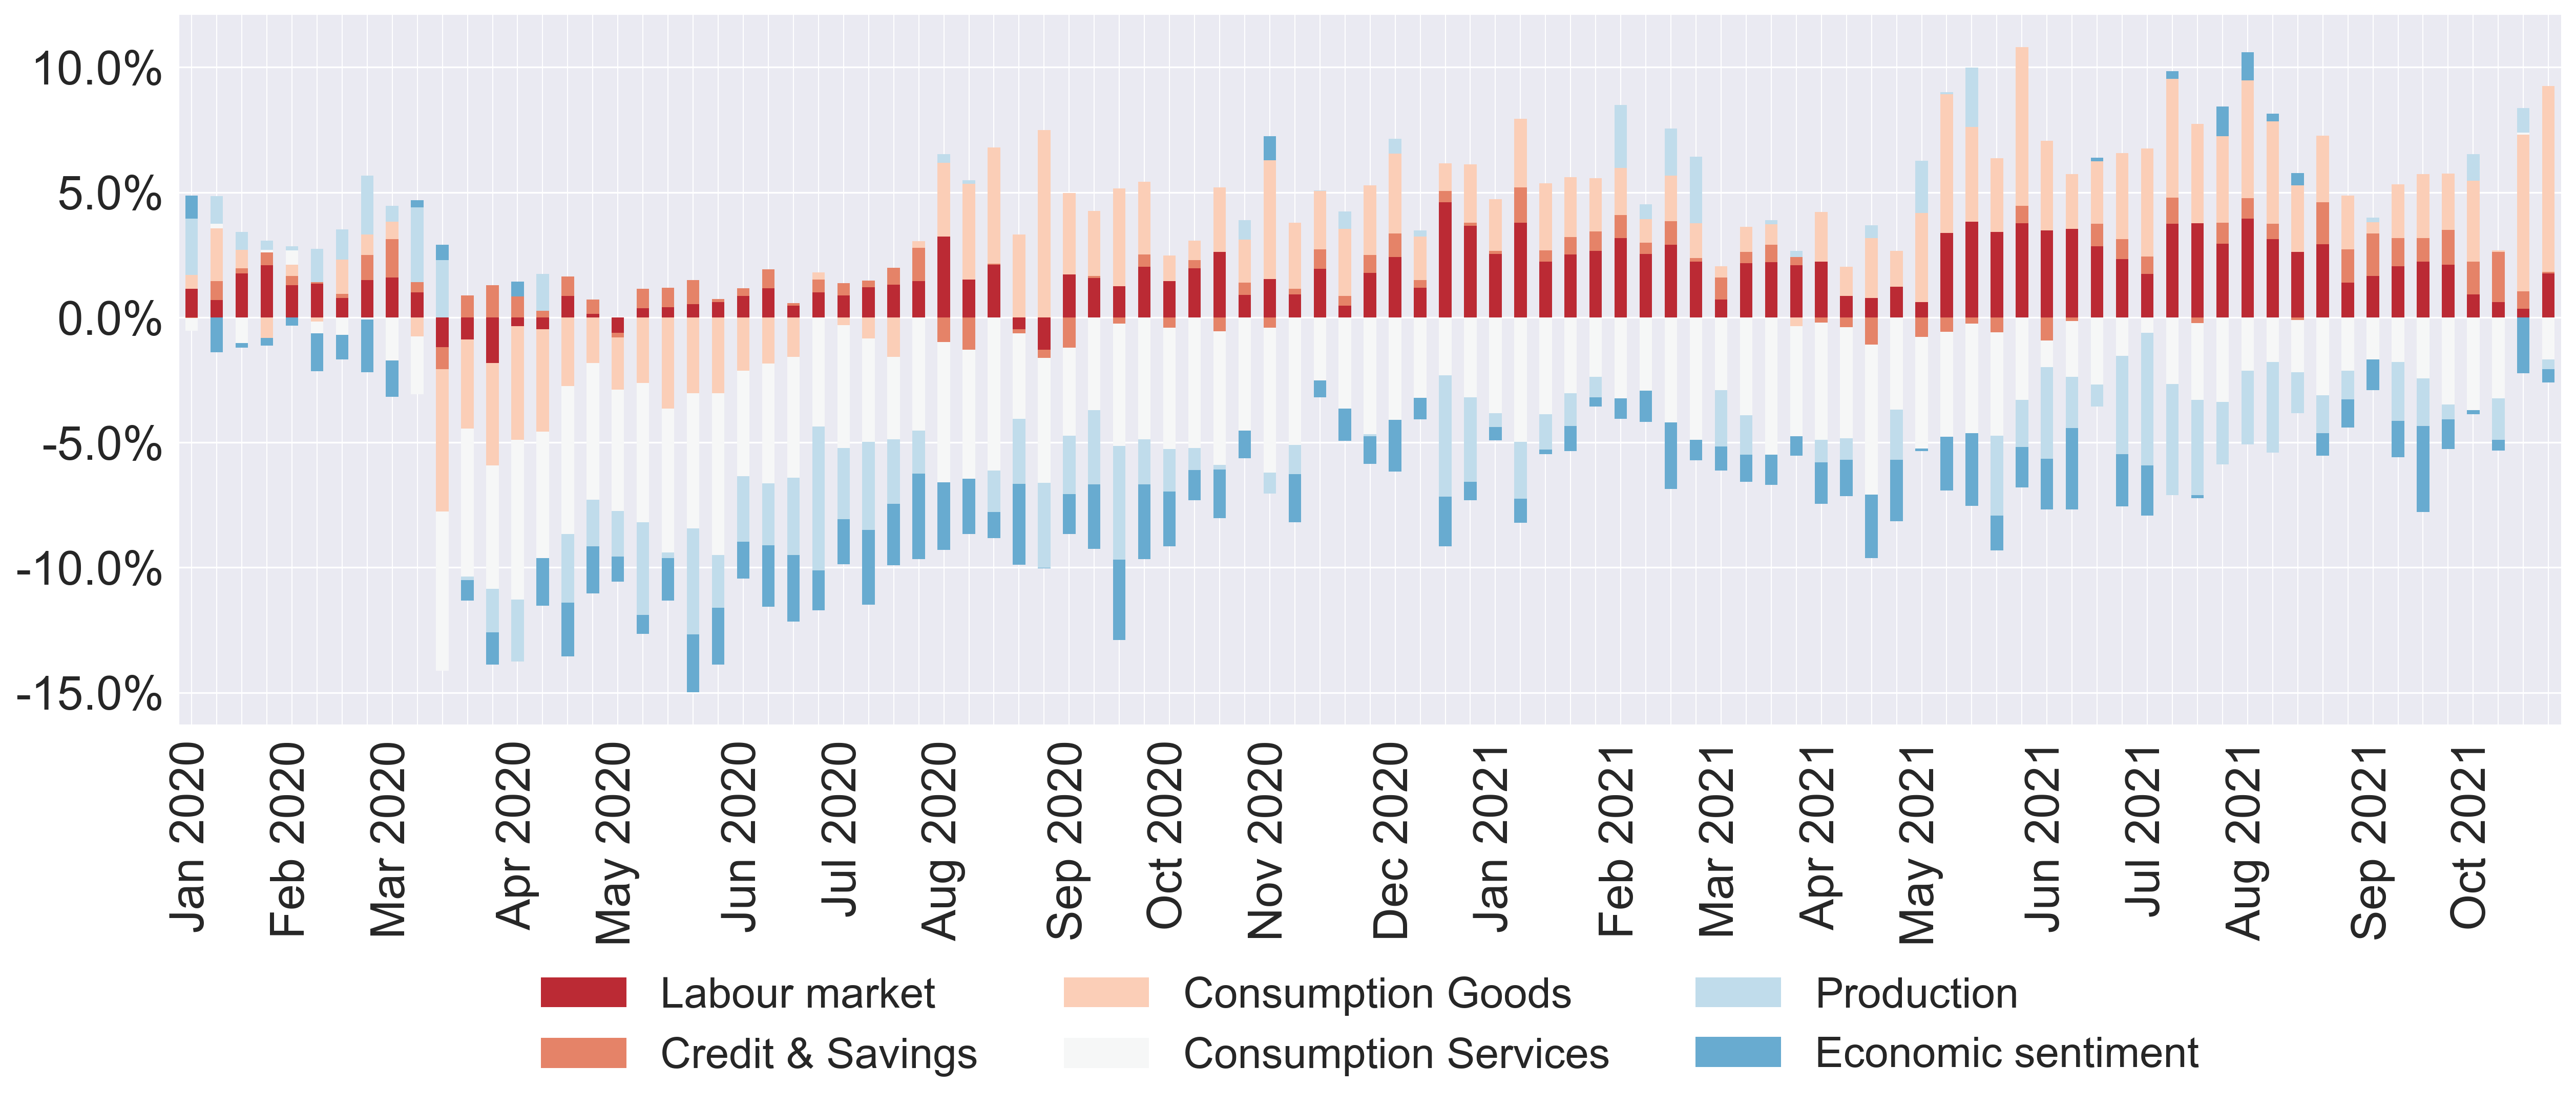 10.0%
5.0%
0.0%
-5.0%
-10.0%
-15.0%
Jan 2020
Feb 2020
Mar 2020
Apr 2020
May 2020
Jun 2020
Jul 2020
Aug 2020
Sep 2020
Oct 2020
Nov 2020
Dec 2020
Jan 2021
Feb 2021
Mar 2021
Apr 2021
May 2021
Jun 2021
Jul 2021
Aug 2021
Sep 2021
Oct 2021
Labour market
Credit & Savings
Consumption Goods
Consumption Services
Production
Economic sentiment